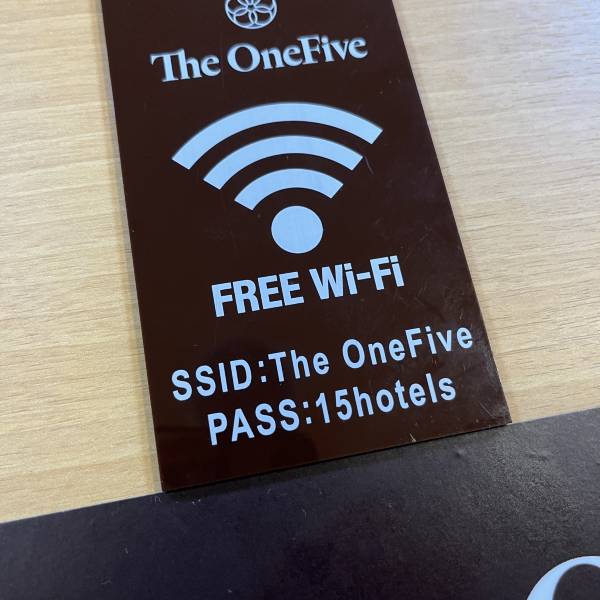 The OneFive
FREE Wi-Fi
SSID:The OneFive
PASS:15hotels